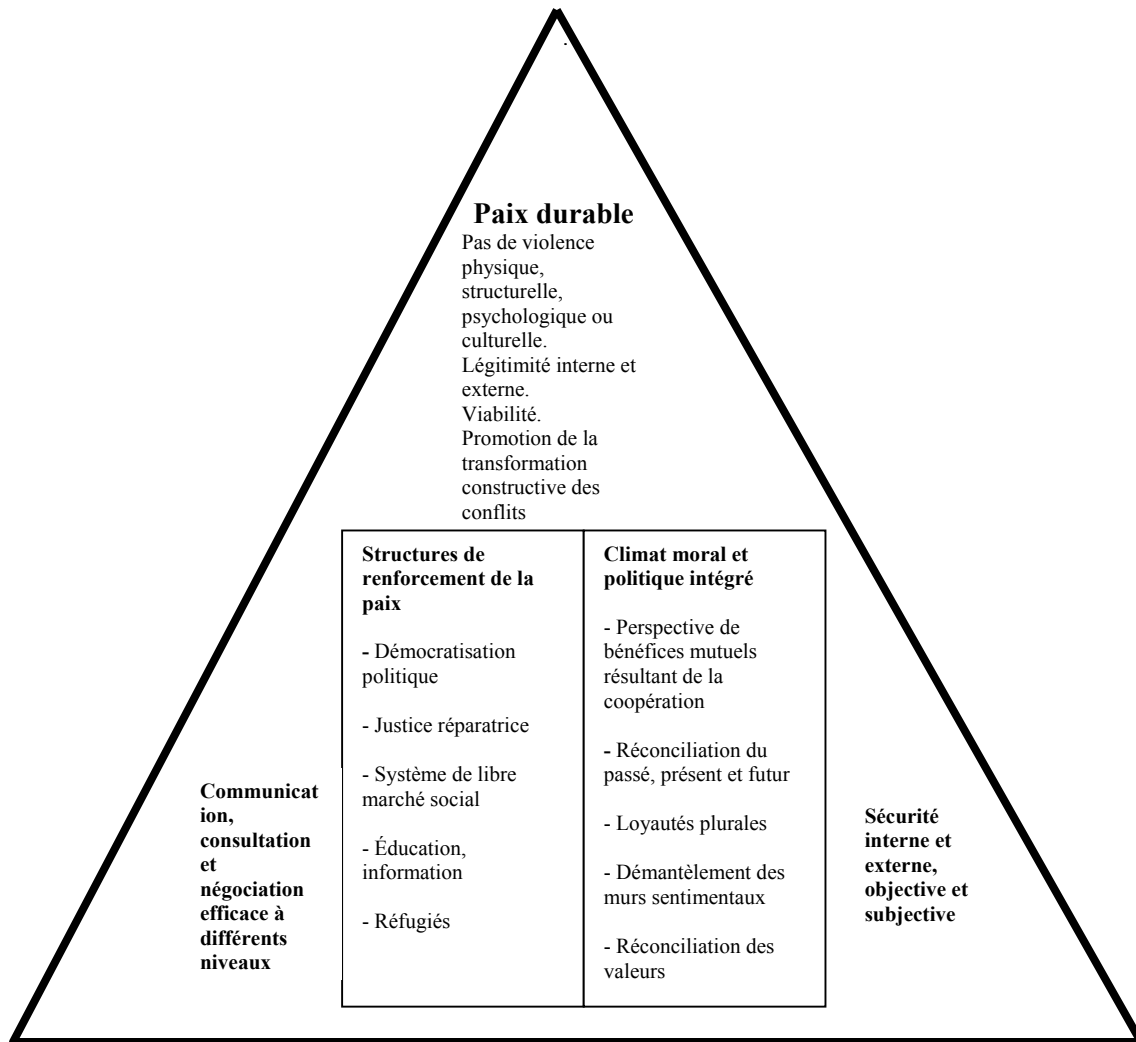 Paix durable
Pas de violence
physique,
structurelle,
psychologique ou
culturelle.
Légitimité interne et
externe.
Viabilité.
Promotion de la
transformation
constructive des
conflits
Structures de
renforcement de la
paix
- Démocratisation
politique
- Justice réparatrice
- Système de libre
marché social
- Éducation,
information
- Réfugiés
Climat moral et
politique intégré
- Perspective de
bénéfices mutuels
résultant de la
coopération
- Réconciliation du
passé, présent et futur
- Loyautés plurales
- Démantèlement des
murs sentimentaux
- Réconciliation des
valeurs
Communicat
ion,
consultation
et
négociation
efficace à
différents
niveaux
Sécurité
interne et
externe,
objective et
subjective